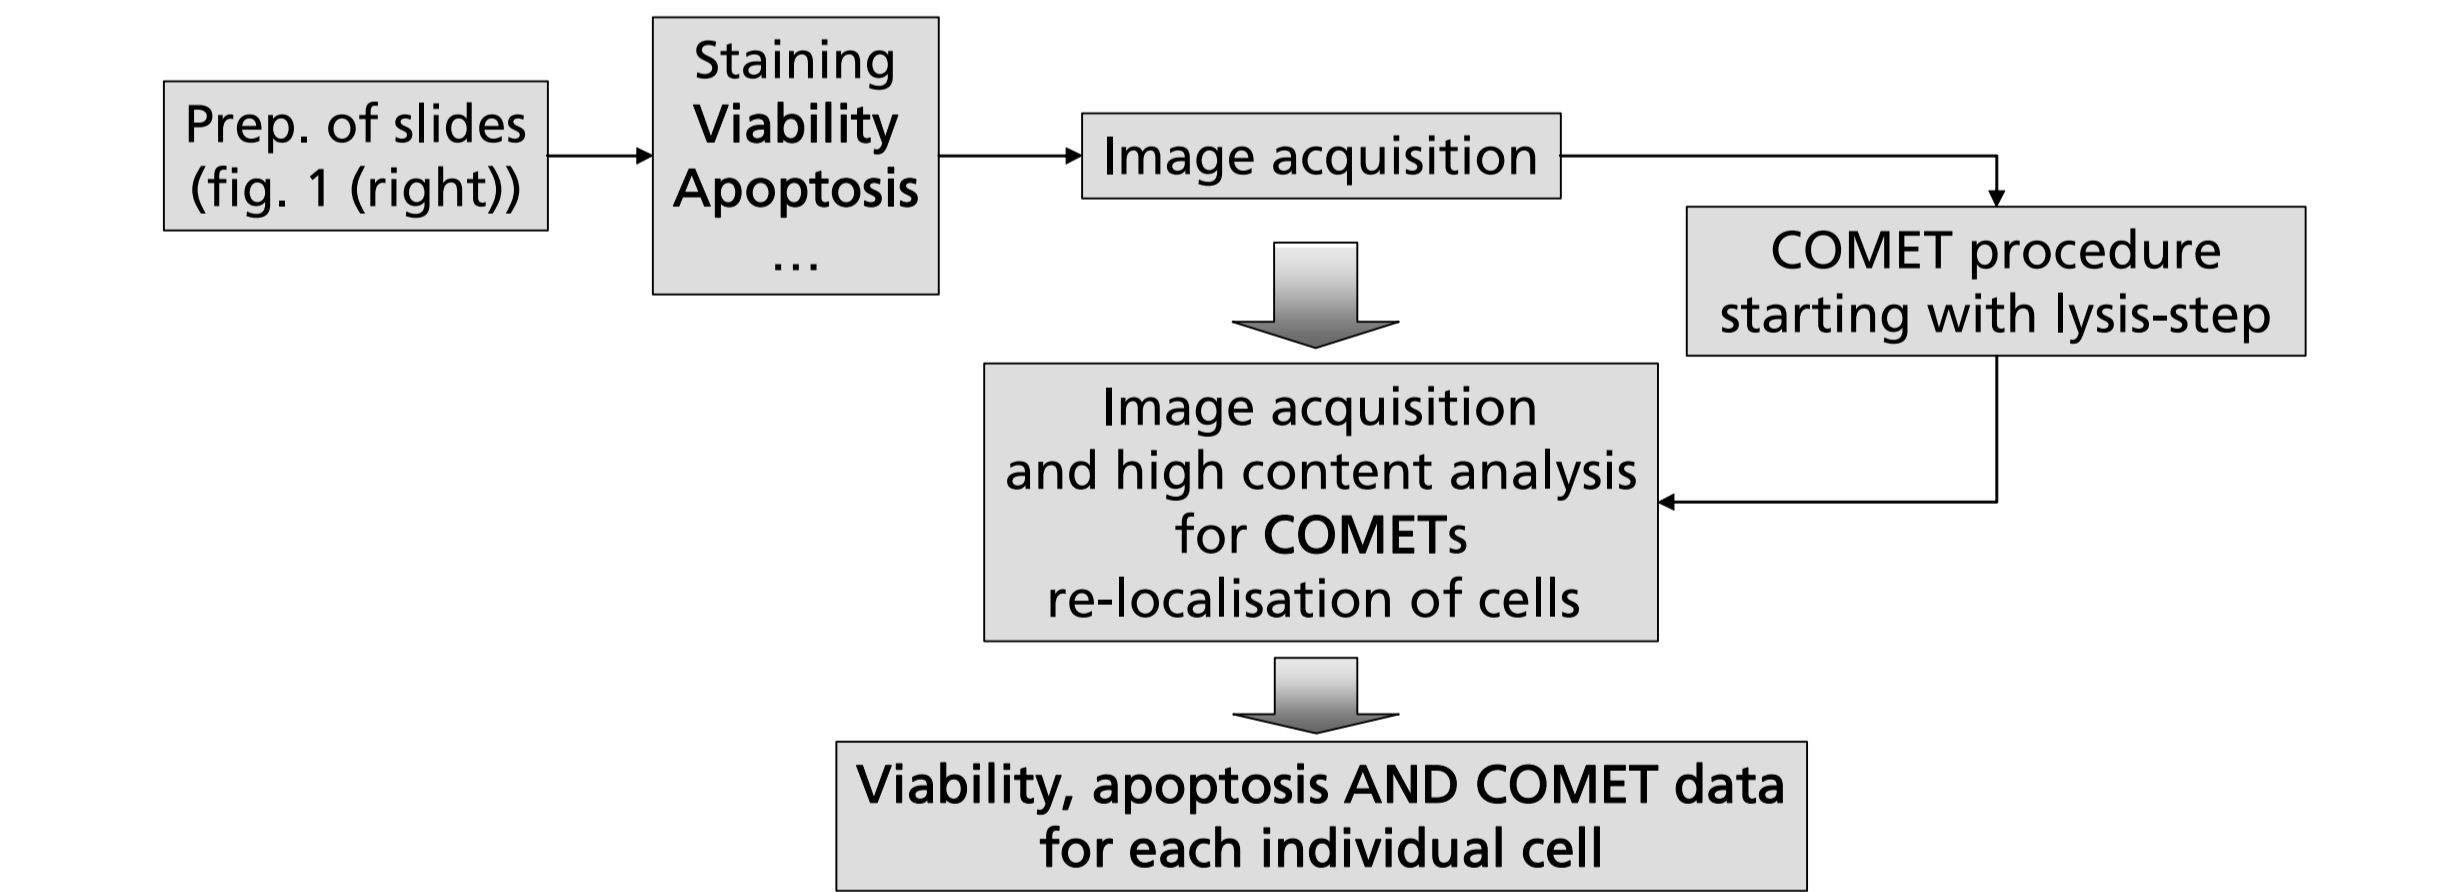 Prep. of slides
(fig. 1 (right))
Staining
Viability
Apoptosis
…
Image acquisition
COMET procedure
starting with lysis-step
Image acquisition
and high content analysis
for COMETs
re-localisation of cells
Viability, apoptosis AND COMET data
for each individual cell